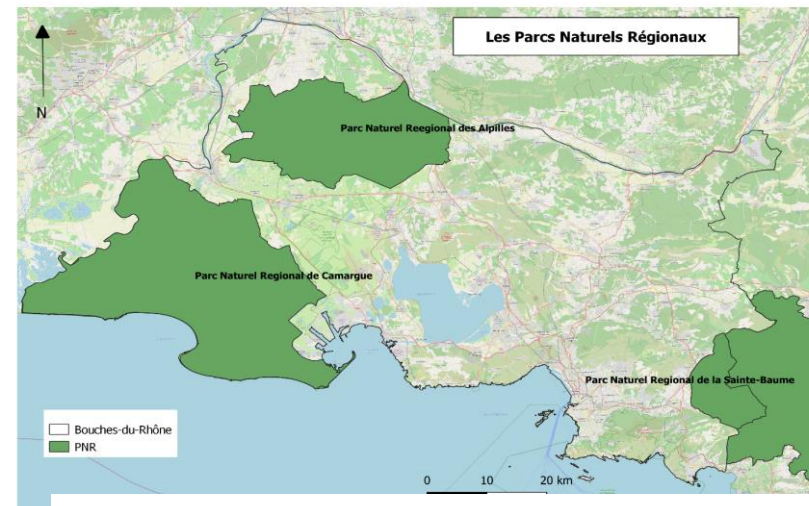 Les Parcs Naturels Régionaux
N
Parc Naturel Reegional des Alpilles
Parc Naturel Regional de Camargue
Parc Naturel Regional de la Sainte-Baume
Bouches-du-Rhône
PNR
0 10 20 km